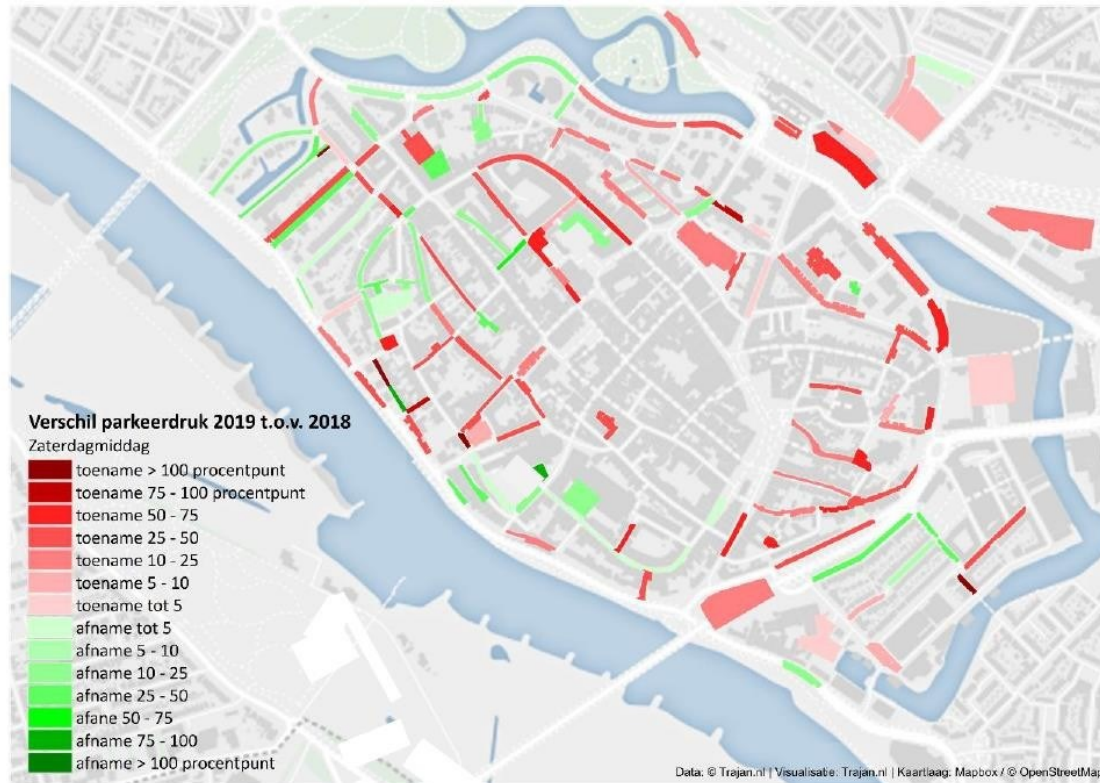 Verschil parkeerdruk 2019 t.o.v. 2018
Zaterdagmiddag
toename > 100 procentpunt
toename 75 - 100 procentpunt
toename 50 - 75
toename 25 - 50
toename 10 - 25
toename 5 - 10
toename tot 5
afname tot 5
afname 5 - 10
afname 10 - 25
afname 25 - 50
afane 50 - 75
afname 75 - 100
afname > 100 procentpunt
Data: © Trajan.nl | Visualisatie: Trajan.nl | Kaartlaag: Mapbox / © OpenStreetMap